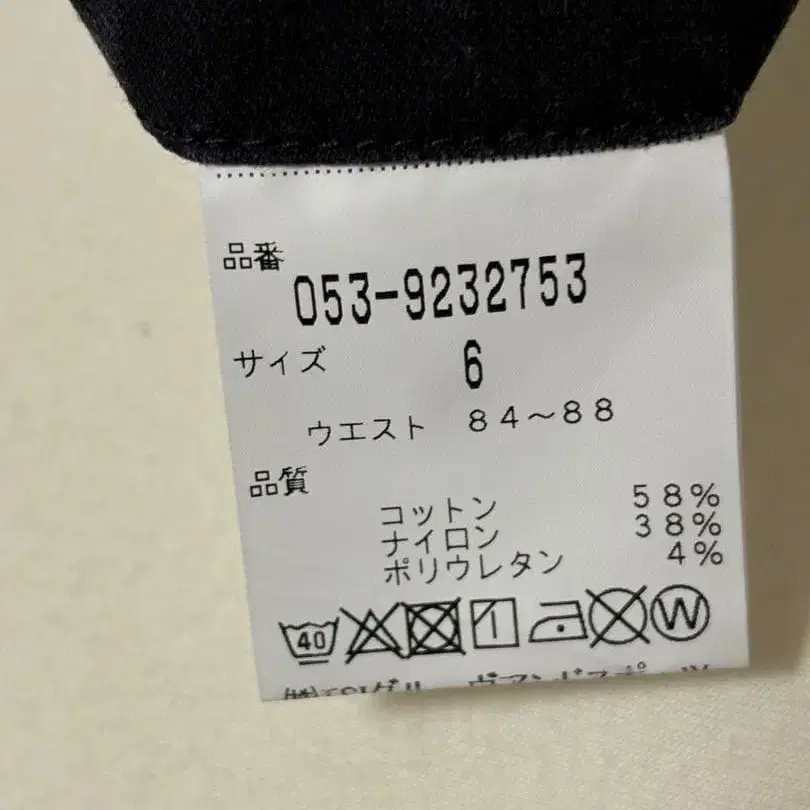 品番
053-9232753
サイズ 6
ウエスト 84～88
品質
コットン 58%
ナイロン 38%
ポリウレタン 4%
40 W